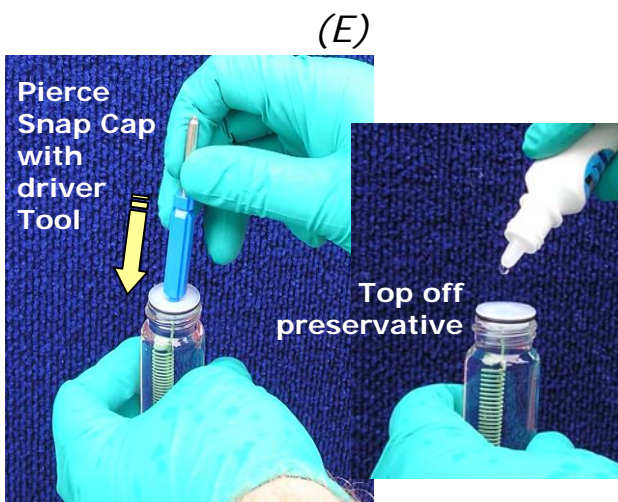 (E)
Pierce
Snap Cap
with
driver
Tool
Top off
preservative